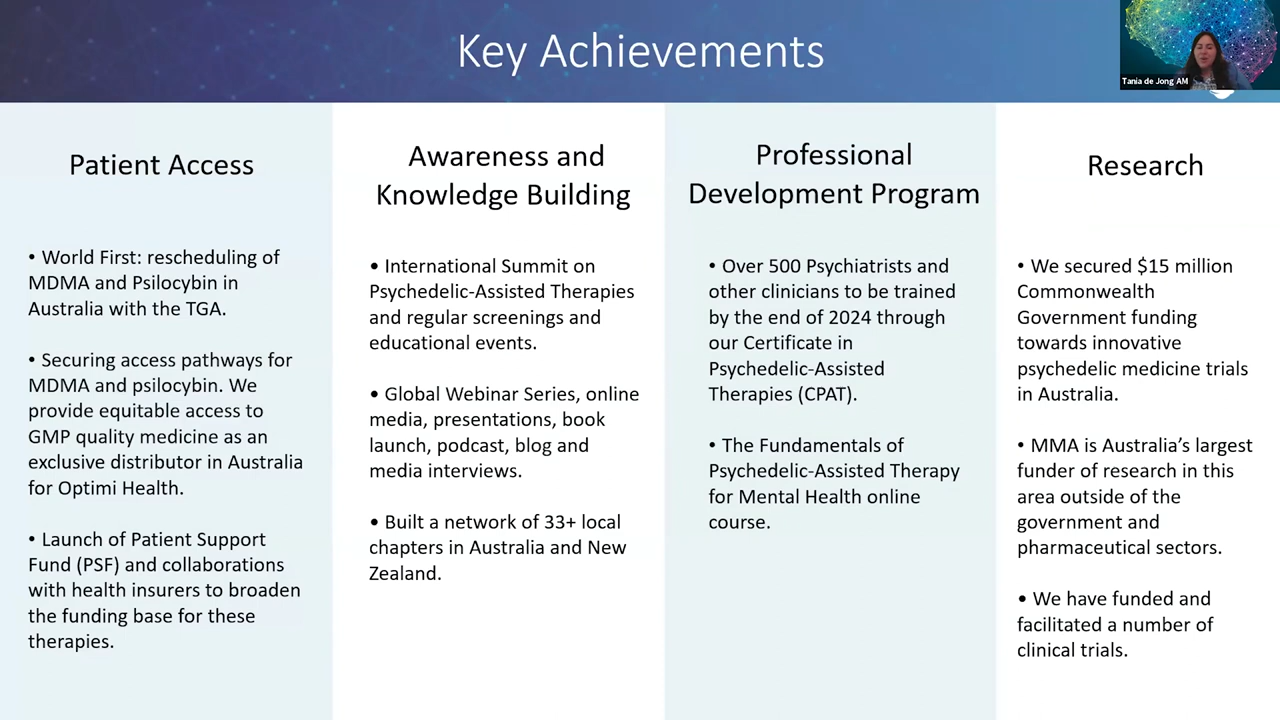 Key Achievements
Tania de Jong AM
Patient Access
• World First: rescheduling of
MDMA and Psilocybin in
Australia with the TGA.
• Securing access pathways for
MDMA and psilocybin. We
provide equitable access to
GMP quality medicine as an
exclusive distributor in Australia
for Optimi Health.
• Launch of Patient Support
Fund (PSF) and collaborations
with health insurers to broaden
the funding base for these
therapies.
Awareness and
Knowledge Building
• International Summit on
Psychedelic-Assisted Therapies
and regular screenings and
educational events.
• Global Webinar Series, online
media, presentations, book
launch, podcast, blog and
media interviews.
• Built a network of 33+ local
chapters in Australia and New
Zealand.
Professional
Development Program
• Over 500 Psychiatrists and
other clinicians to be trained
by the end of 2024 through
our Certificate in
Psychedelic-Assisted
Therapies (CPAT).
• The Fundamentals of
Psychedelic-Assisted Therapy
for Mental Health online
course.
Research
• We secured $15 million
Commonwealth
Government funding
towards innovative
psychedelic medicine trials
in Australia.
• MMA is Australia’s largest
funder of research in this
area outside of the
government and
pharmaceutical sectors.
• We have funded and
facilitated a number of
clinical trials.